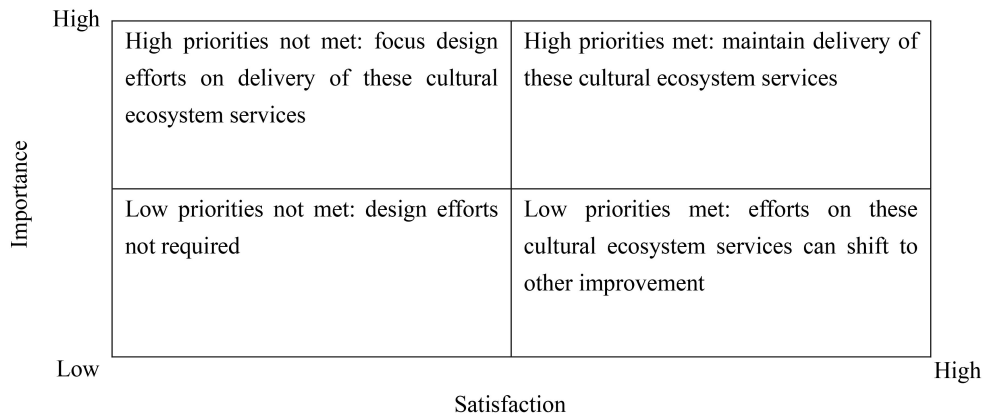 High
High priorities not met: focus design
efforts on delivery of these cultural
ecosystem services
High priorities met: maintain delivery of
these cultural ecosystem services
Importance
Low priorities not met: design efforts
not required
Low priorities met: efforts on these
cultural ecosystem services can shift to
other improvement
Low
High
Satisfaction